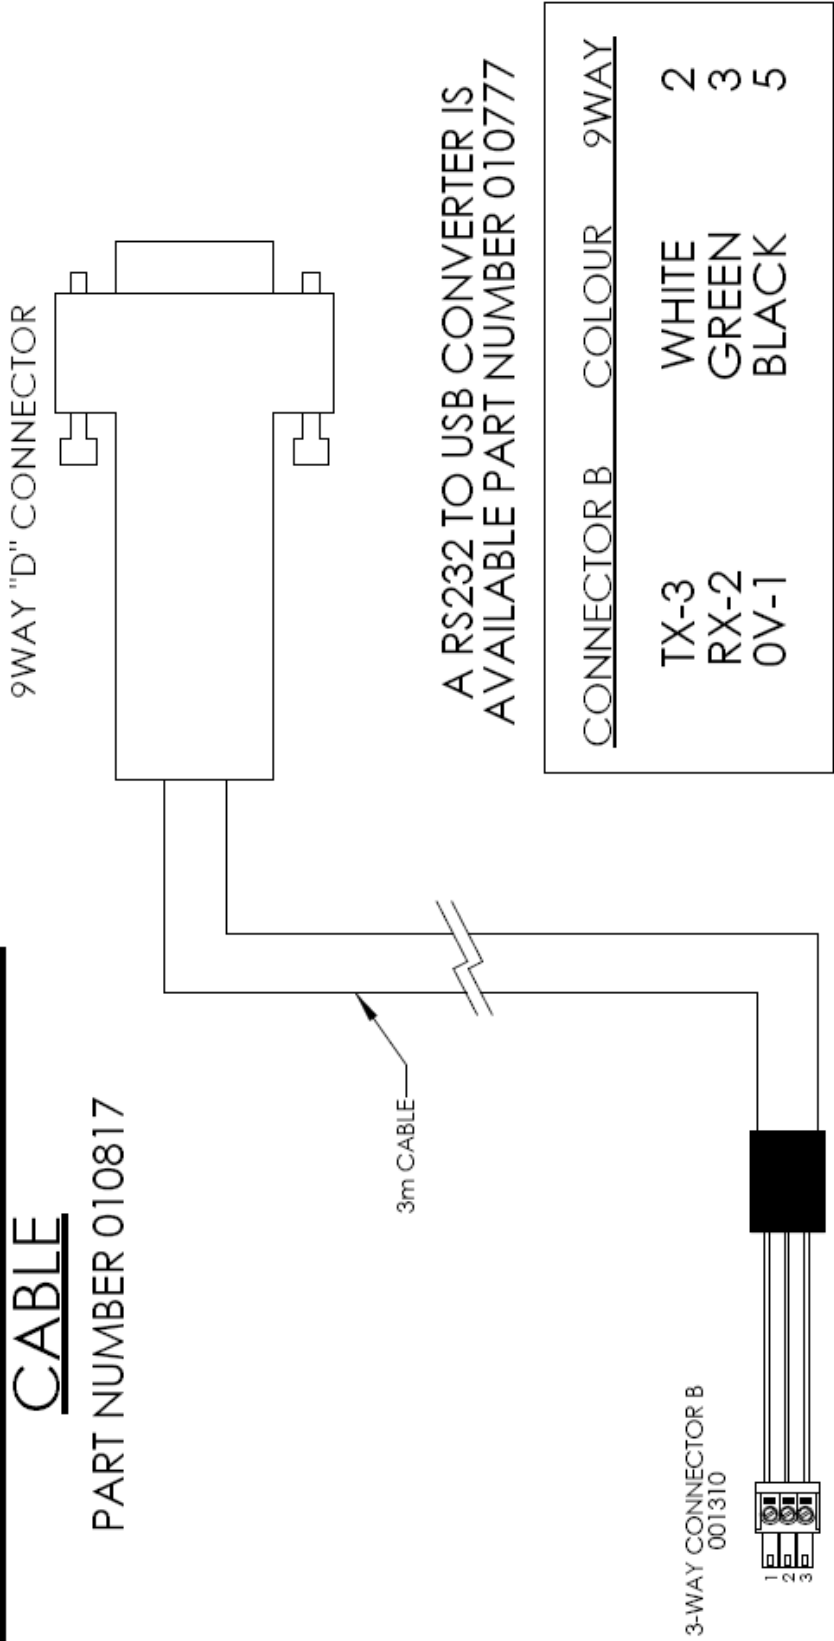 CABLE
PART NUMBER 010817
9WAY "D" CONNECTOR
3m CABLE
3-WAY CONNECTOR B
001310
1
2
3
A RS232 TO USB CONVERTER IS
AVAILABLE PART NUMBER 010777
CONNECTOR B COLOUR 9WAY
TX-3 WHITE 2
RX-2 GREEN 3
0V-1 BLACK 5